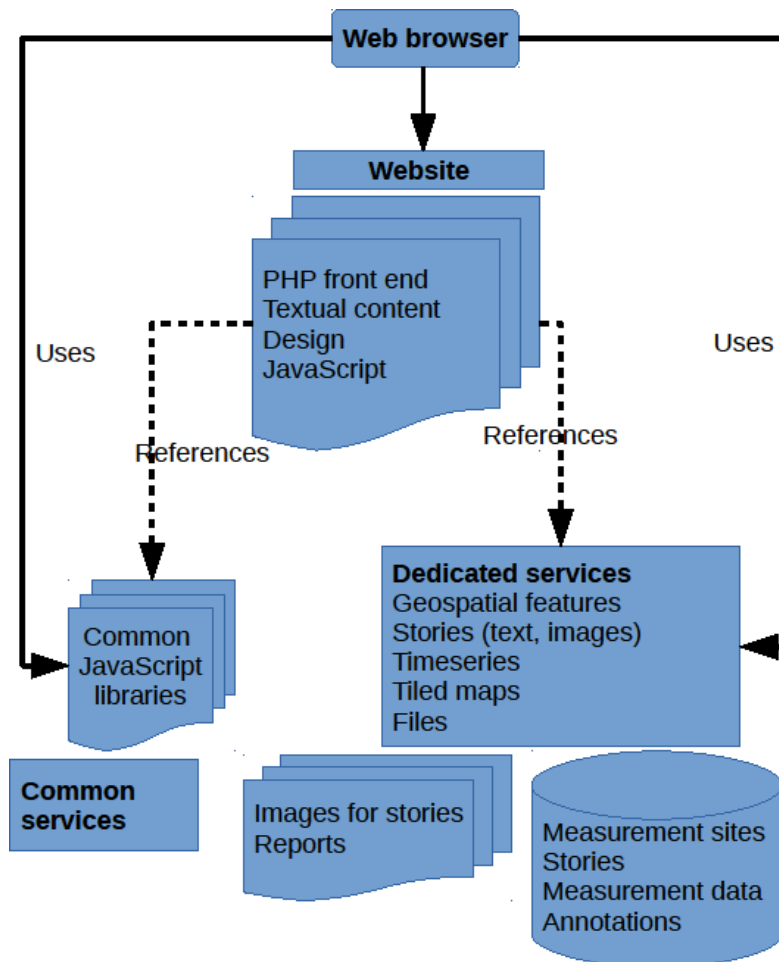 Web browser
Website
PHP front end
Textual content
Design
JavaScript
Uses
Uses
References
References
Common
JavaScript
libraries
Dedicated services
Geospatial features
Stories (text, images)
Timeseries
Tiled maps
Files
Common
services
Images for stories
Reports
Measurement sites
Stories
Measurement data
Annotations